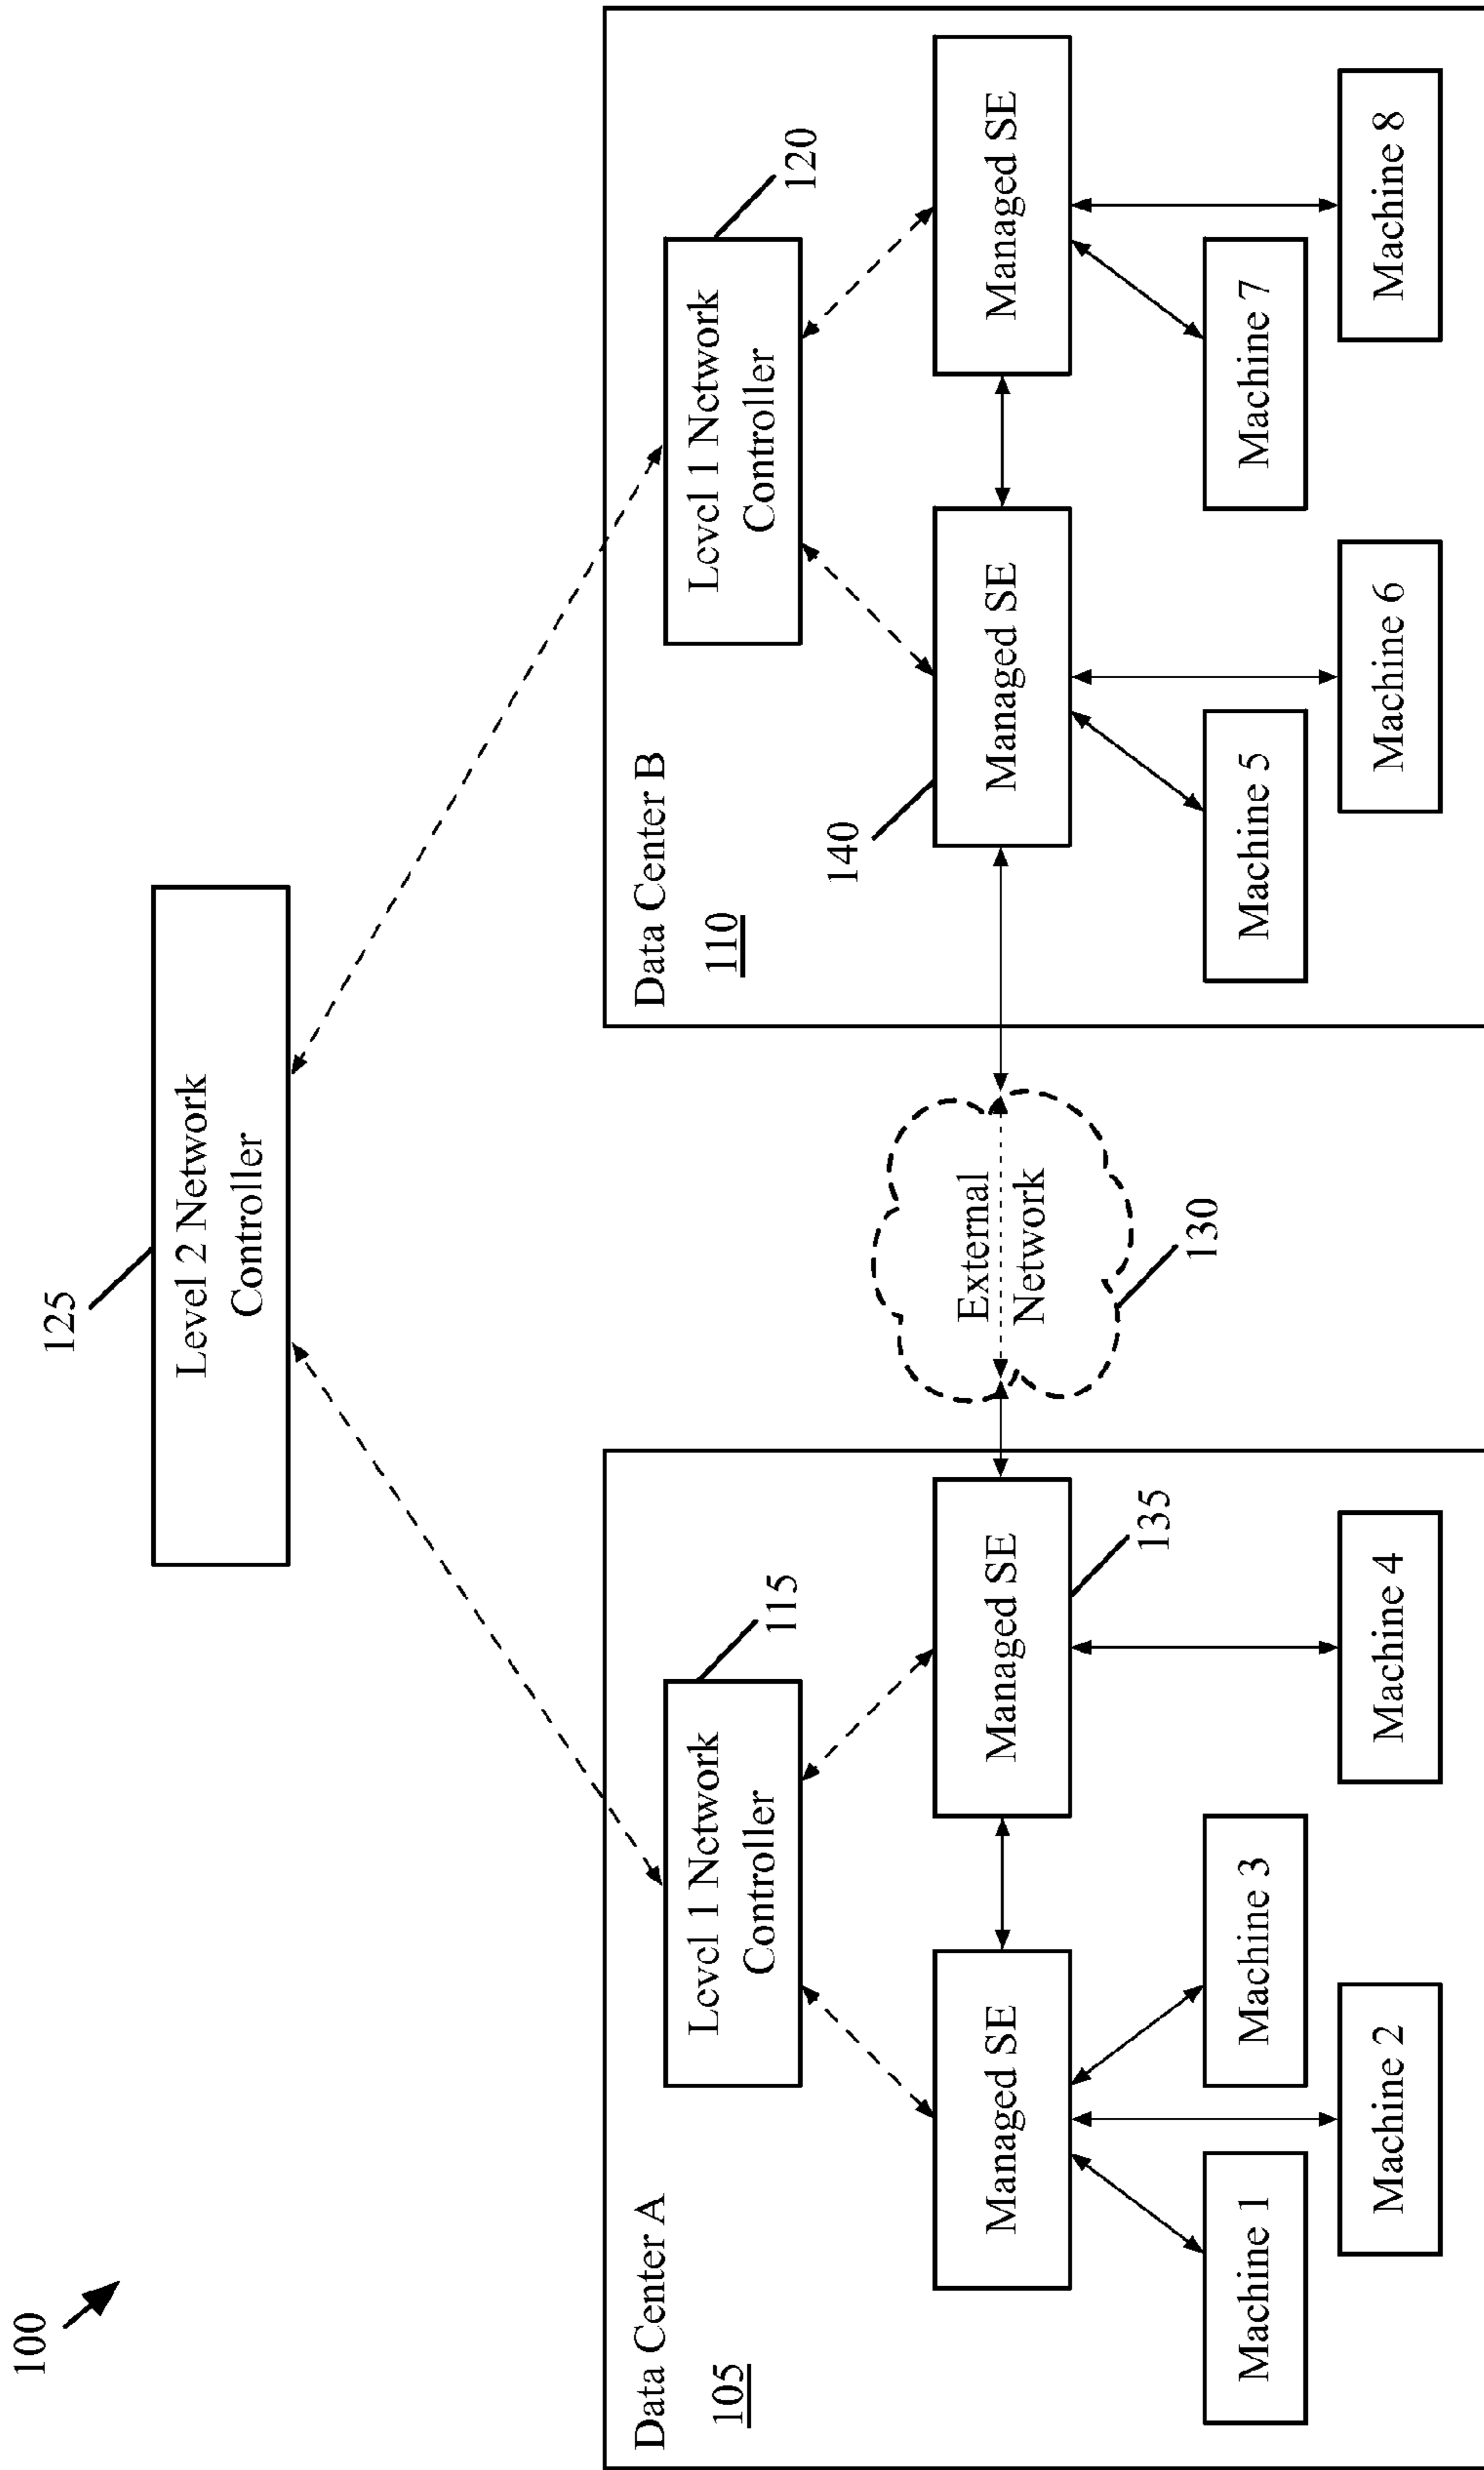 100
125
Level 2 Network
Controller
Data Center A
105
115
Level 1 Network
Controller
Managed SE
Managed SE
135
Machine 1
Machine 3
Machine 2
Machine 4
External
Network
130
Data Center B
110
120
Level 1 Network
Controller
140
Managed SE
Managed SE
Machine 5
Machine 7
Machine 6
Machine 8